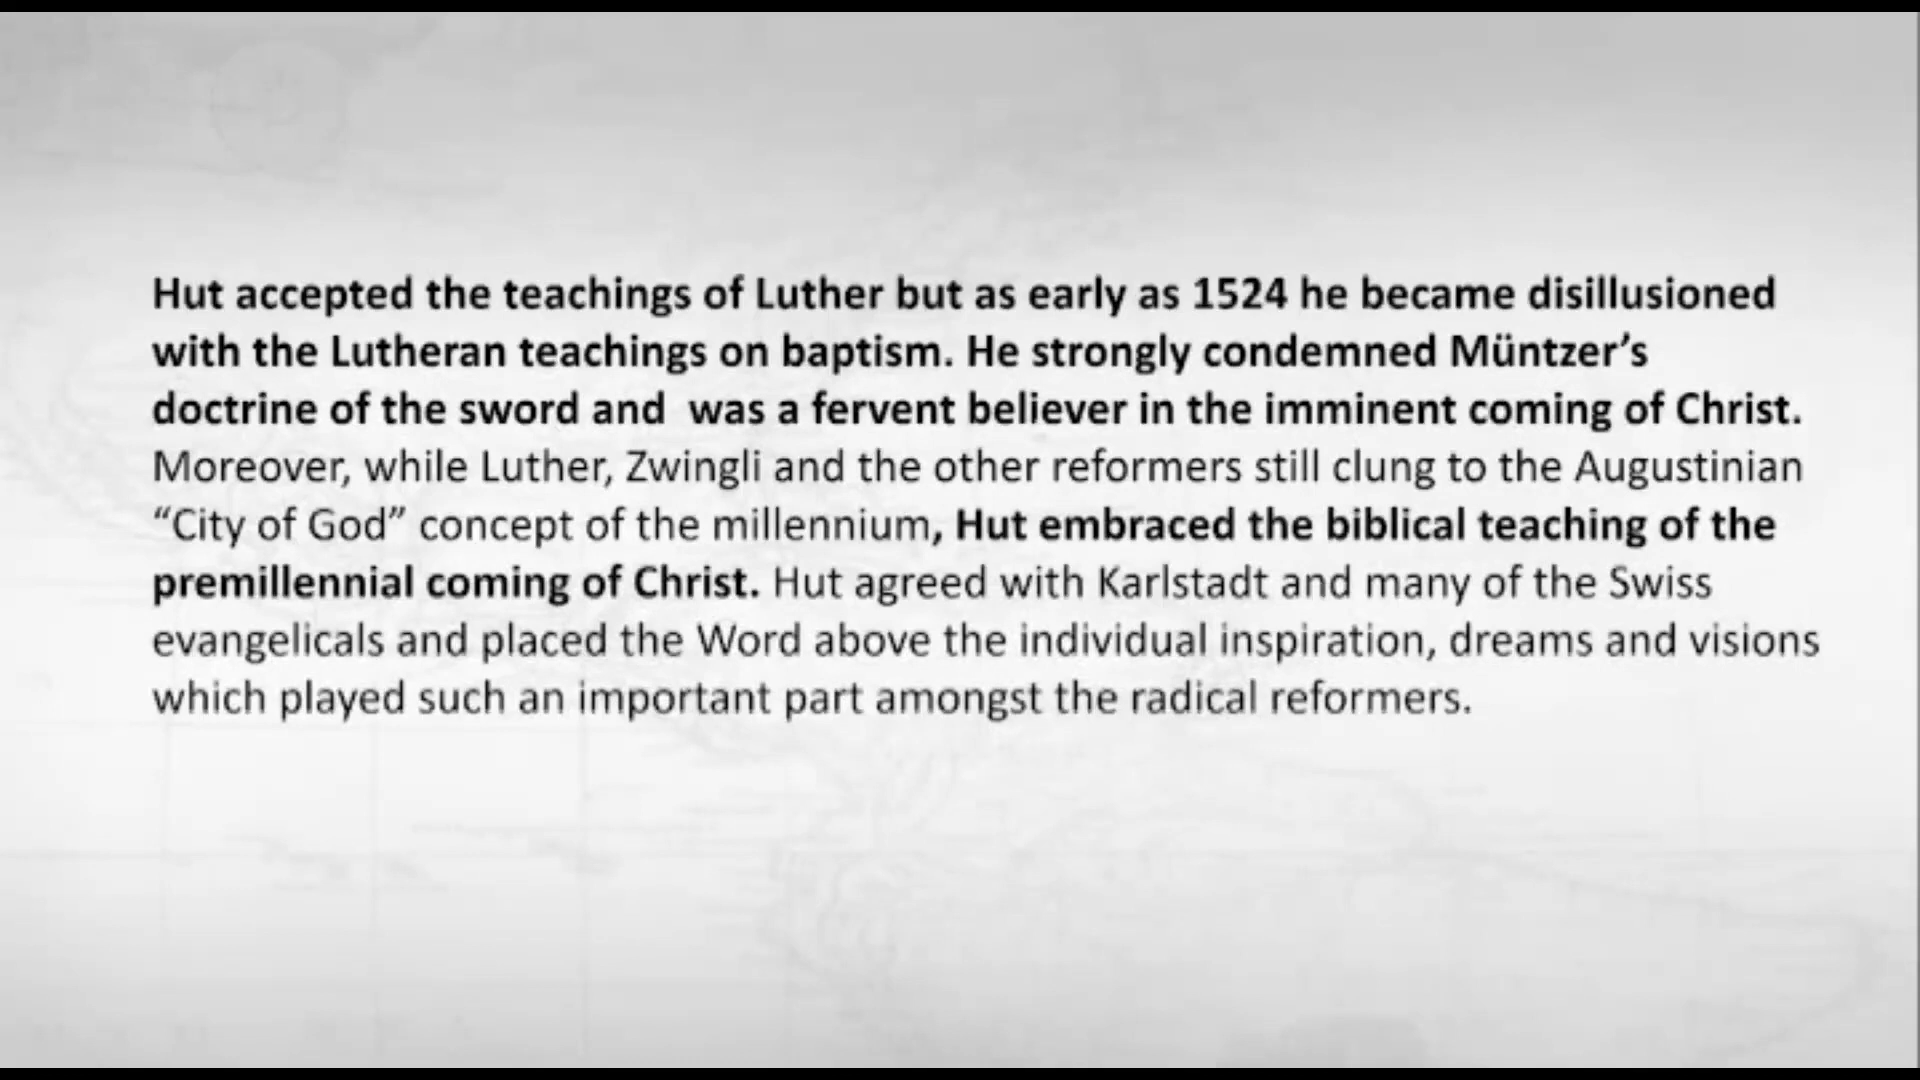 Hut accepted the teachings of Luther but as early as 1524 he became disillusioned
with the Lutheran teachings on baptism. He strongly condemned Müntzer’s
doctrine of the sword and  was a fervent believer in the imminent coming of Christ.
Moreover, while Luther, Zwingli and the other reformers still clung to the Augustinian
“City of God” concept of the millennium, Hut embraced the biblical teaching of the
premillennial coming of Christ. Hut agreed with Karlstadt and many of the Swiss
evangelicals and placed the Word above the individual inspiration, dreams and visions
which played such an important part amongst the radical reformers.